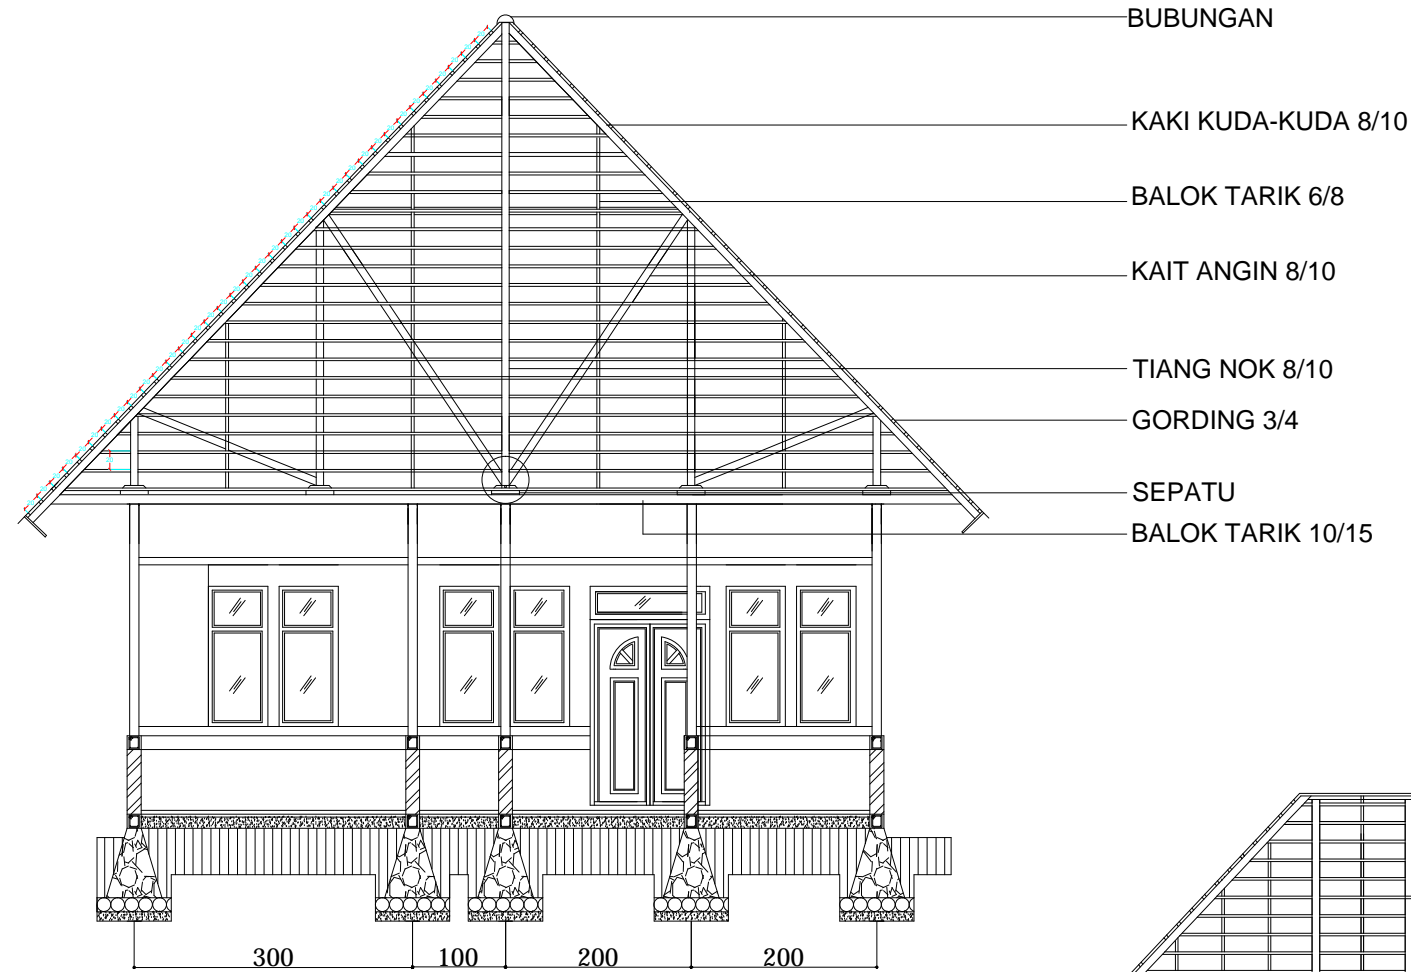 BUBUNGAN
KAKI KUDA-KUDA 8/10
BALOK TARIK 6/8
KAIT ANGIN 8/10
TIANG NOK 8/10
GORDING 3/4
SEPATU
BALOK TARIK 10/15
300 100 200 200